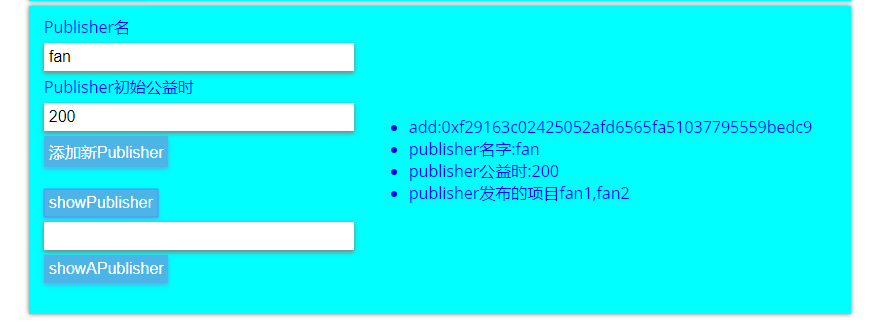 Publisher名
fan
Publisher初始公益时
200
添加新Publisher
showPublisher
showAPublisher
add:0xf29163c02425052afd6565fa51037795559bedc9
publisher名字:fan
publisher公益时:200
publisher发布的项目fan1,fan2